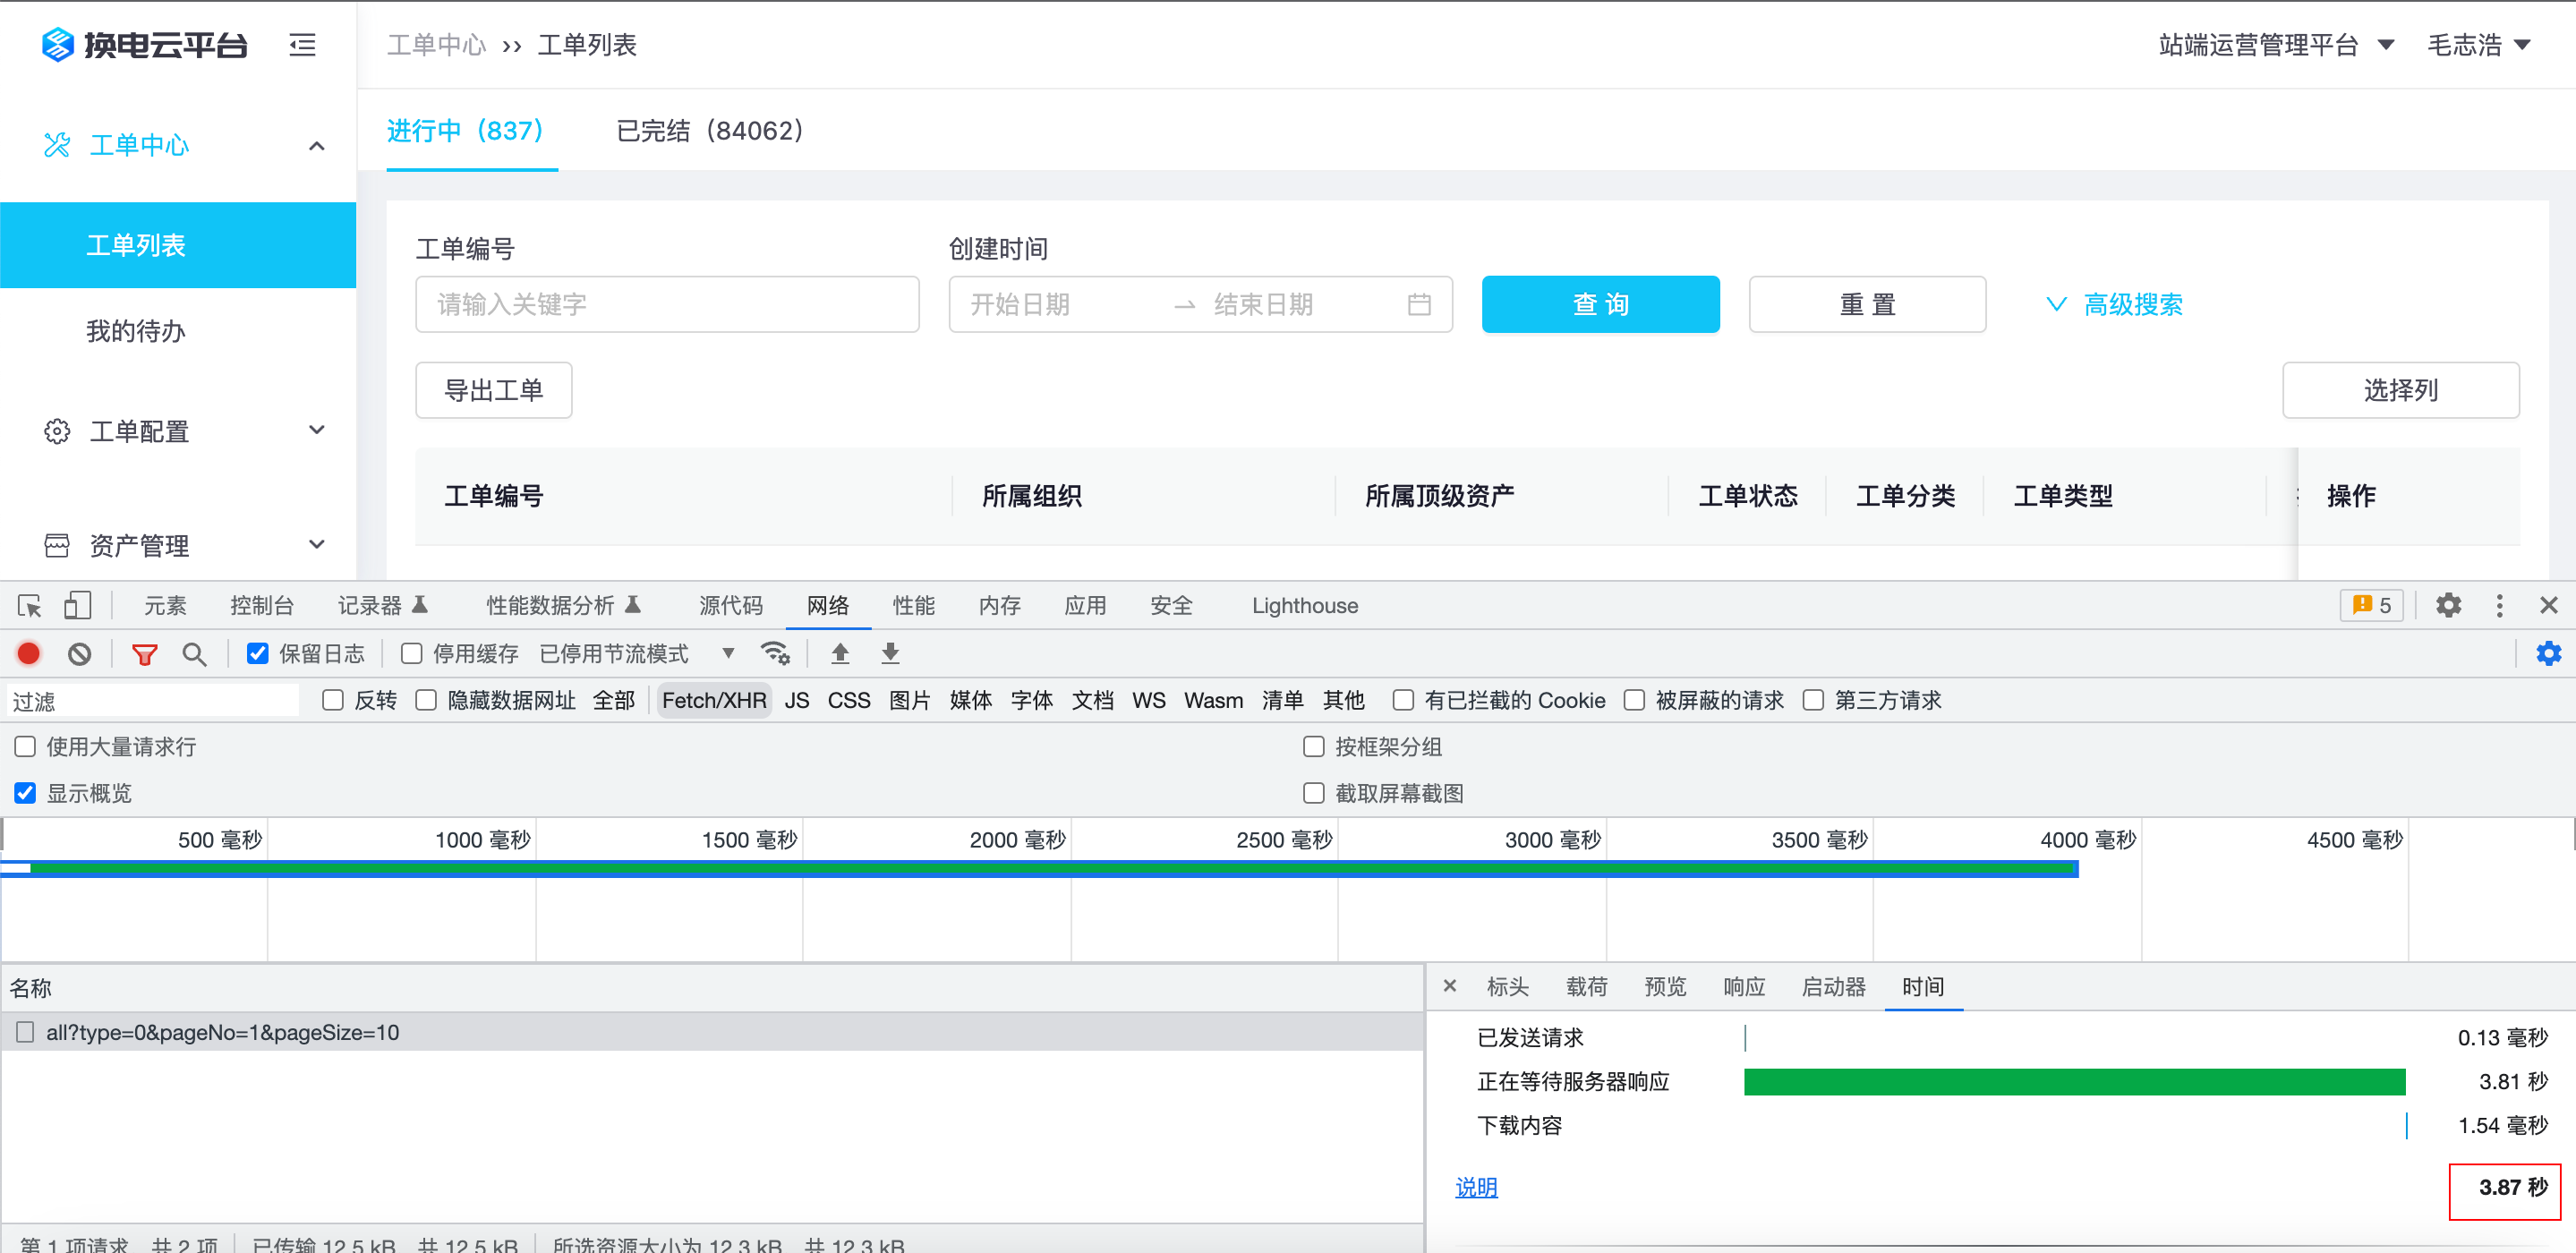 换电云平台
工单中心 ›› 工单列表
站端运营管理平台 毛志浩
工单中心
工单列表
我的待办
工单配置
资产管理
进行中（837） 已完结（84062）
工单编号 创建时间
请输入关键字 开始日期 结束日期 查 询 重 置 高级搜索
导出工单 选择列
工单编号 所属组织 所属顶级资产 工单状态 工单分类 工单类型 操作
元素 控制台 记录器 性能数据分析 源代码 网络 性能 内存 应用 安全 Lighthouse 5
保留日志 停用缓存 已停用节流模式
过滤 反转 隐藏数据网址 全部 Fetch/XHR JS CSS 图片 媒体 字体 文档 WS Wasm 清单 其他 有已拦截的 Cookie 被屏蔽的请求 第三方请求
使用大量请求行 按框架分组
显示概览 截取屏幕截图
500 毫秒 1000 毫秒 1500 毫秒 2000 毫秒 2500 毫秒 3000 毫秒 3500 毫秒 4000 毫秒 4500 毫秒
名称
all?type=0&pageNo=1&pageSize=10
标头 载荷 预览 响应 启动器 时间
已发送请求 0.13 毫秒
正在等待服务器响应 3.81 秒
下载内容 1.54 毫秒
说明 3.87 秒
第 1 项请求，共 2 项 已传输 12.5 kB，共 12.5 kB 所选资源大小为 12.3 kB，共 12.3 kB